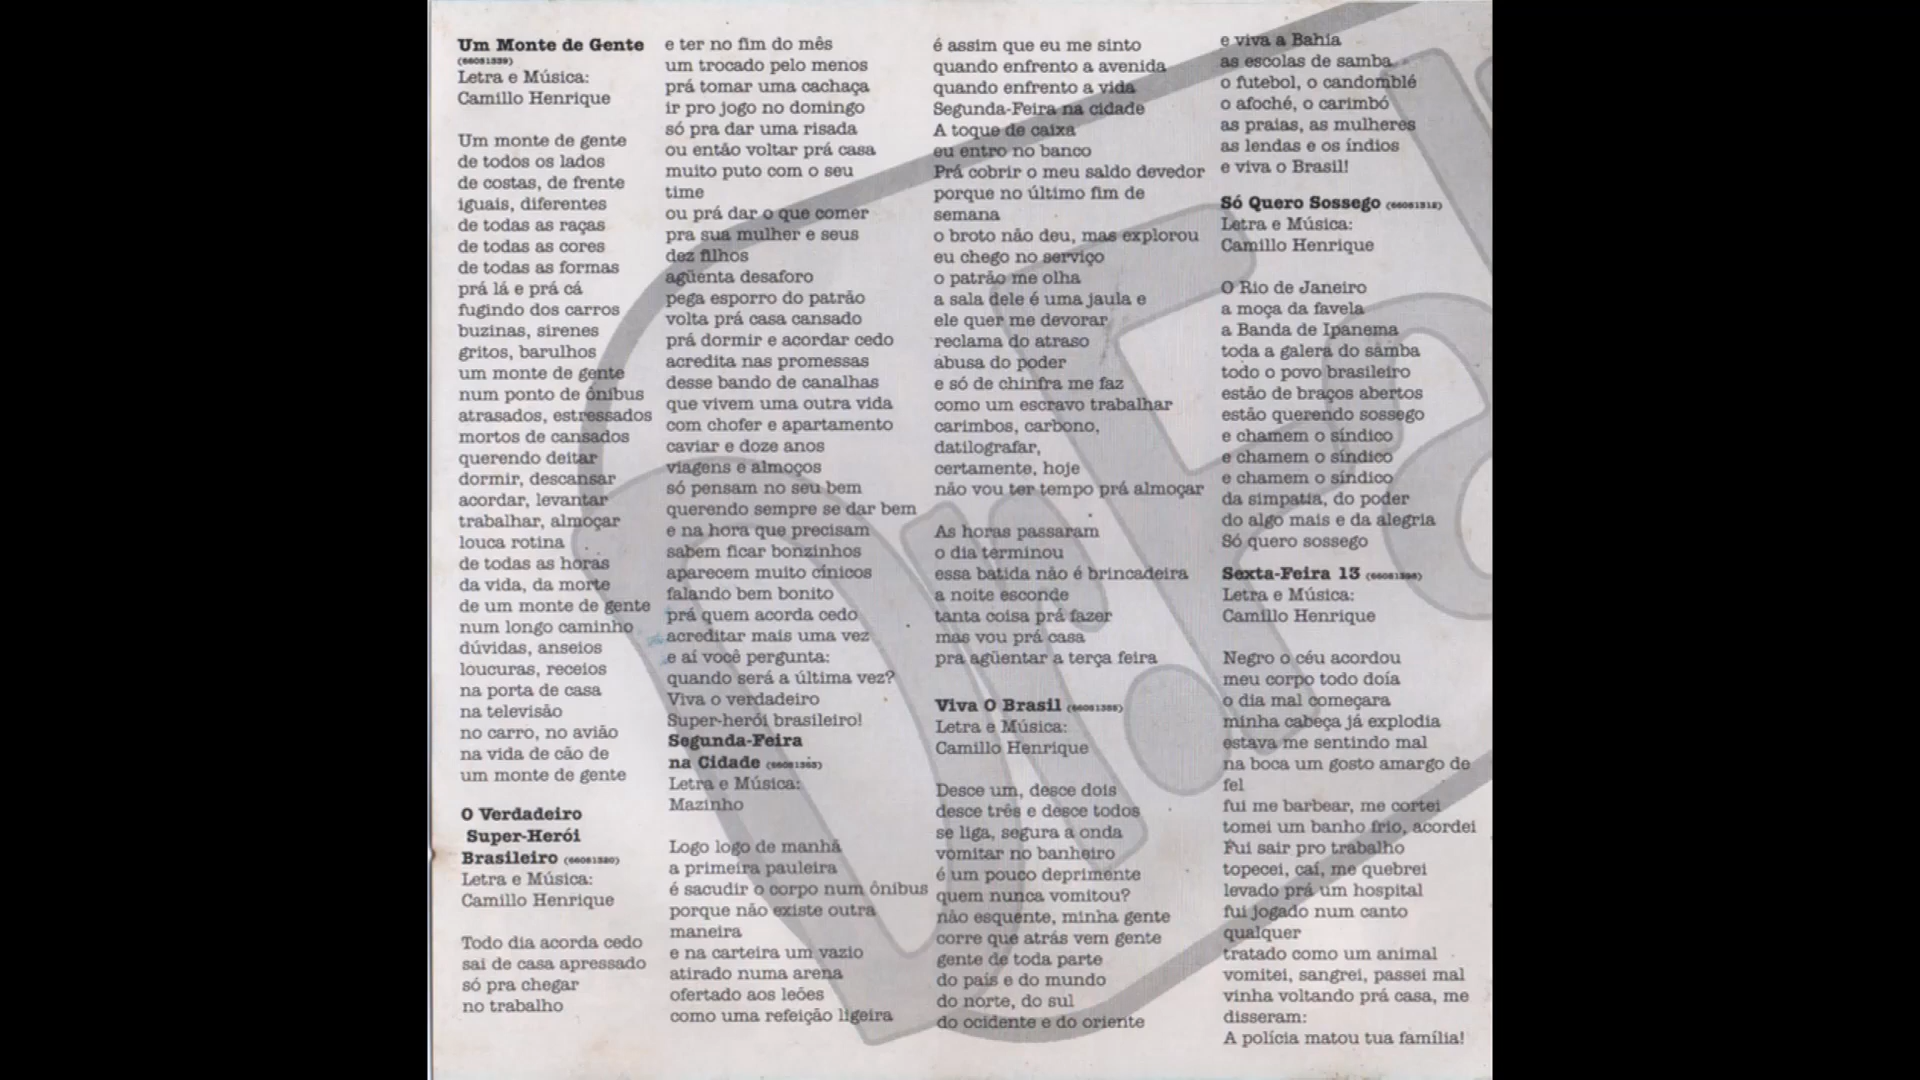 Um Monte de Gente
(66081339)
Letra e Música:
Camillo Henrique
Um monte de gente
de todos os lados
de costas, de frente
iguais, diferentes
de todas as raças
de todas as cores
de todas as formas
prá lá e prá cá
fugindo dos carros
buzinas, sirenes
gritos, barulhos
um monte de gente
num ponto de ônibus
atrasados, estressados
mortos de cansados
querendo deitar
dormir, descansar
acordar, levantar
trabalhar, almoçar
louca rotina
de todas as horas
da vida, da morte
de um monte de gente
num longo caminho
dúvidas, anseios
loucuras, receios
na porta de casa
na televisão
no carro, no avião
na vida de cão de
um monte de gente
O Verdadeiro
Super-Herói
Brasileiro (66081320)
Letra e Música:
Camillo Henrique
Todo dia acorda cedo
sai de casa apressado
só pra chegar
no trabalho
e ter no fim do mês
um trocado pelo menos
prá tomar uma cachaça
ir pro jogo no domingo
só pra dar uma risada
ou então voltar prá casa
muito puto com o seu
time
ou prá dar o que comer
pra sua mulher e seus
dez filhos
agüenta desaforo
pega esporro do patrão
volta prá casa cansado
prá dormir e acordar cedo
acredita nas promessas
desse bando de canalhas
que vivem uma outra vida
com chofer e apartamento
caviar e doze anos
viagens e almoços
só pensam no seu bem
querendo sempre se dar bem
e na hora que precisam
sabem ficar bonzinhos
aparecem muito cínicos
falando bem bonito
prá quem acorda cedo
acreditar mais uma vez
e aí você pergunta:
quando será a última vez?
Viva o verdadeiro
Super-herói brasileiro!
Segunda-Feira
na Cidade
Letra e Música:
Mazinho
Logo logo de manhã
a primeira pauleira
é sacudir o corpo num ônibus
porque não existe outra
maneira
e na carteira um vazio
atirado numa arena
ofertado aos leões
como uma refeição ligeira
é assim que eu me sinto
quando enfrento a avenida
quando enfrento a vida
Segunda-Feira na cidade
A toque de caixa
eu entro no banco
Prá cobrir o meu saldo devedor
porque no último fim de
semana
o broto não deu, mas explorou
eu chego no serviço
o patrão me olha
a sala dele é uma jaula e
ele quer me devorar
reclama do atraso
abusa do poder
e só de chinfra me faz
como um escravo trabalhar
carimbos, carbono,
datilografar,
certamente, hoje
não vou ter tempo prá almoçar
As horas passaram
o dia terminou
essa batida não é brincadeira
a noite esconde
tanta coisa prá fazer
mas vou prá casa
pra agüentar a terça feira
Viva O Brasil
Letra e Música:
Camillo Henrique
Desce um, desce dois
desce três e desce todos
se liga, segura a onda
vomitar no banheiro
é um pouco deprimente
quem nunca vomitou?
não esquente, minha gente
corre que atrás vem gente
gente de toda parte
do país e do mundo
do norte, do sul
do ocidente e do oriente
e viva a Bahia
as escolas de samba
o futebol, o candomblé
o afoché, o carimbó
as praias, as mulheres
as lendas e os índios
e viva o Brasil!
Só Quero Sossego (66081312)
Letra e Música:
Camillo Henrique
O Rio de Janeiro
a moça da favela
a Banda de Ipanema
toda a galera do samba
todo o povo brasileiro
estão de braços abertos
estão querendo sossego
e chamem o síndico
e chamem o síndico
e chamem o síndico
da simpatia, do poder
do algo mais e da alegria
Só quero sossego
Sexta-Feira 13
Letra e Música:
Camillo Henrique
Negro o céu acordou
meu corpo todo doía
o dia mal começara
minha cabeça já explodia
estava me sentindo mal
na boca um gosto amargo de
fel
fui me barbear, me cortei
tomei um banho frio, acordei
Fui sair pro trabalho
topecei, caí, me quebrei
levado prá um hospital
fui jogado num canto
qualquer
tratado como um animal
vomitei, sangrei, passei mal
vinha voltando prá casa, me
disseram:
A polícia matou tua família!
Dr. Fa